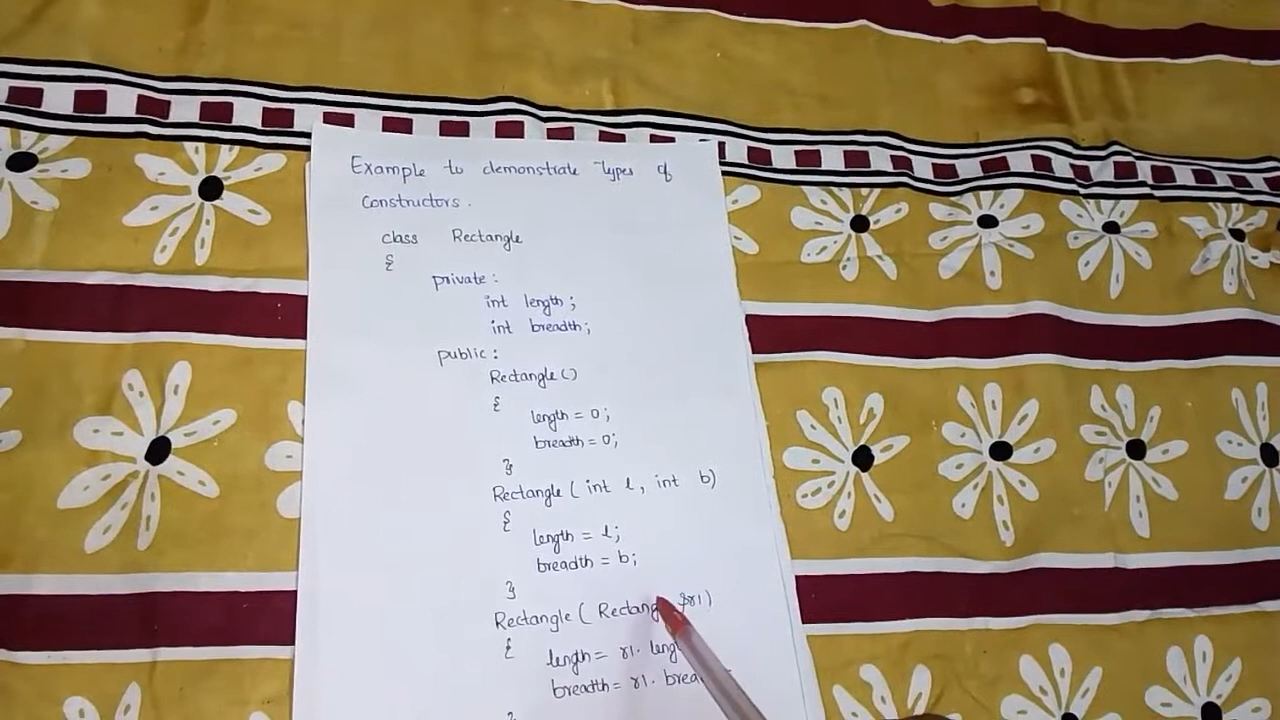 Example to demonstrate Types of
Constructors.
class Rectangle
{
private:
int length;
int breadth;
public:
Rectangle()
{
length = 0;
breadth = 0;
}
Rectangle ( int l, int b)
{
length = l;
breadth = b;
}
Rectangle ( &r1)
{
length = r1.
breadth = r1.
}